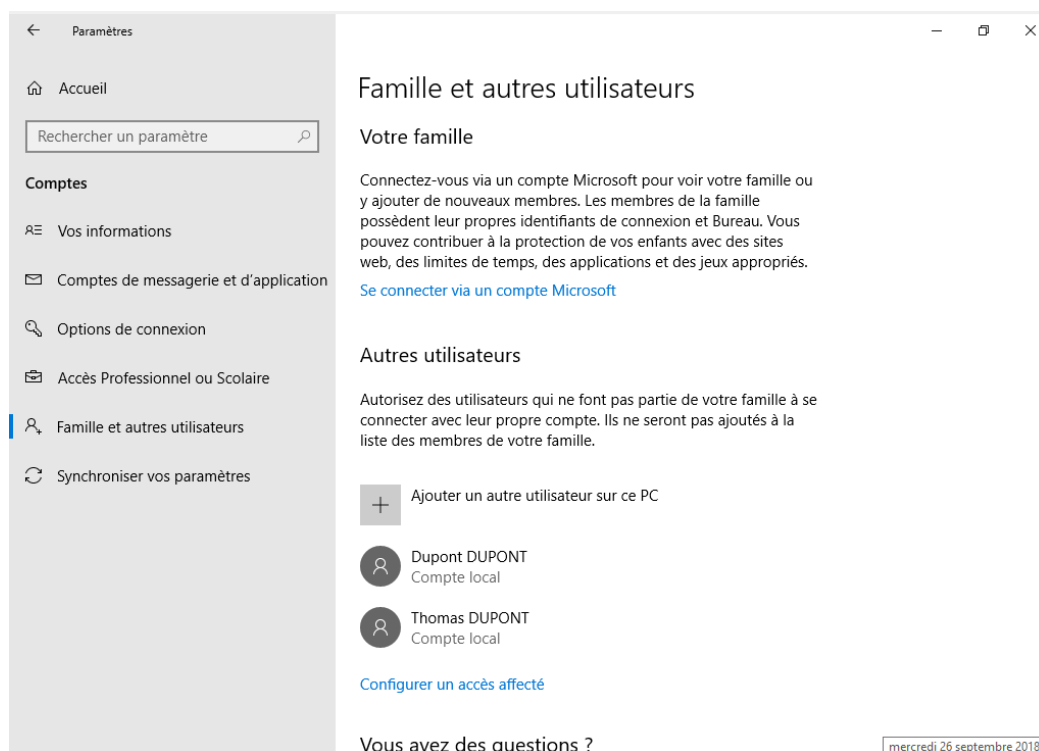 Paramètres
Accueil
Rechercher un paramètre
Comptes
Vos informations
Comptes de messagerie et d'application
Options de connexion
Accès Professionnel ou Scolaire
Famille et autres utilisateurs
Synchroniser vos paramètres
Famille et autres utilisateurs
Votre famille
Connectez-vous via un compte Microsoft pour voir votre famille ou
y ajouter de nouveaux membres. Les membres de la famille
possèdent leur propres identifiants de connexion et Bureau. Vous
pouvez contribuer à la protection de vos enfants avec des sites
web, des limites de temps, des applications et des jeux appropriés.
Se connecter via un compte Microsoft
Autres utilisateurs
Autorisez des utilisateurs qui ne font pas partie de votre famille à se
connecter avec leur propre compte. Ils ne seront pas ajoutés à la
liste des membres de votre famille.
Ajouter un autre utilisateur sur ce PC
Dupont DUPONT
Compte local
Thomas DUPONT
Compte local
Configurer un accès affecté
Vous avez des questions ?
mercredi 26 septembre 2018